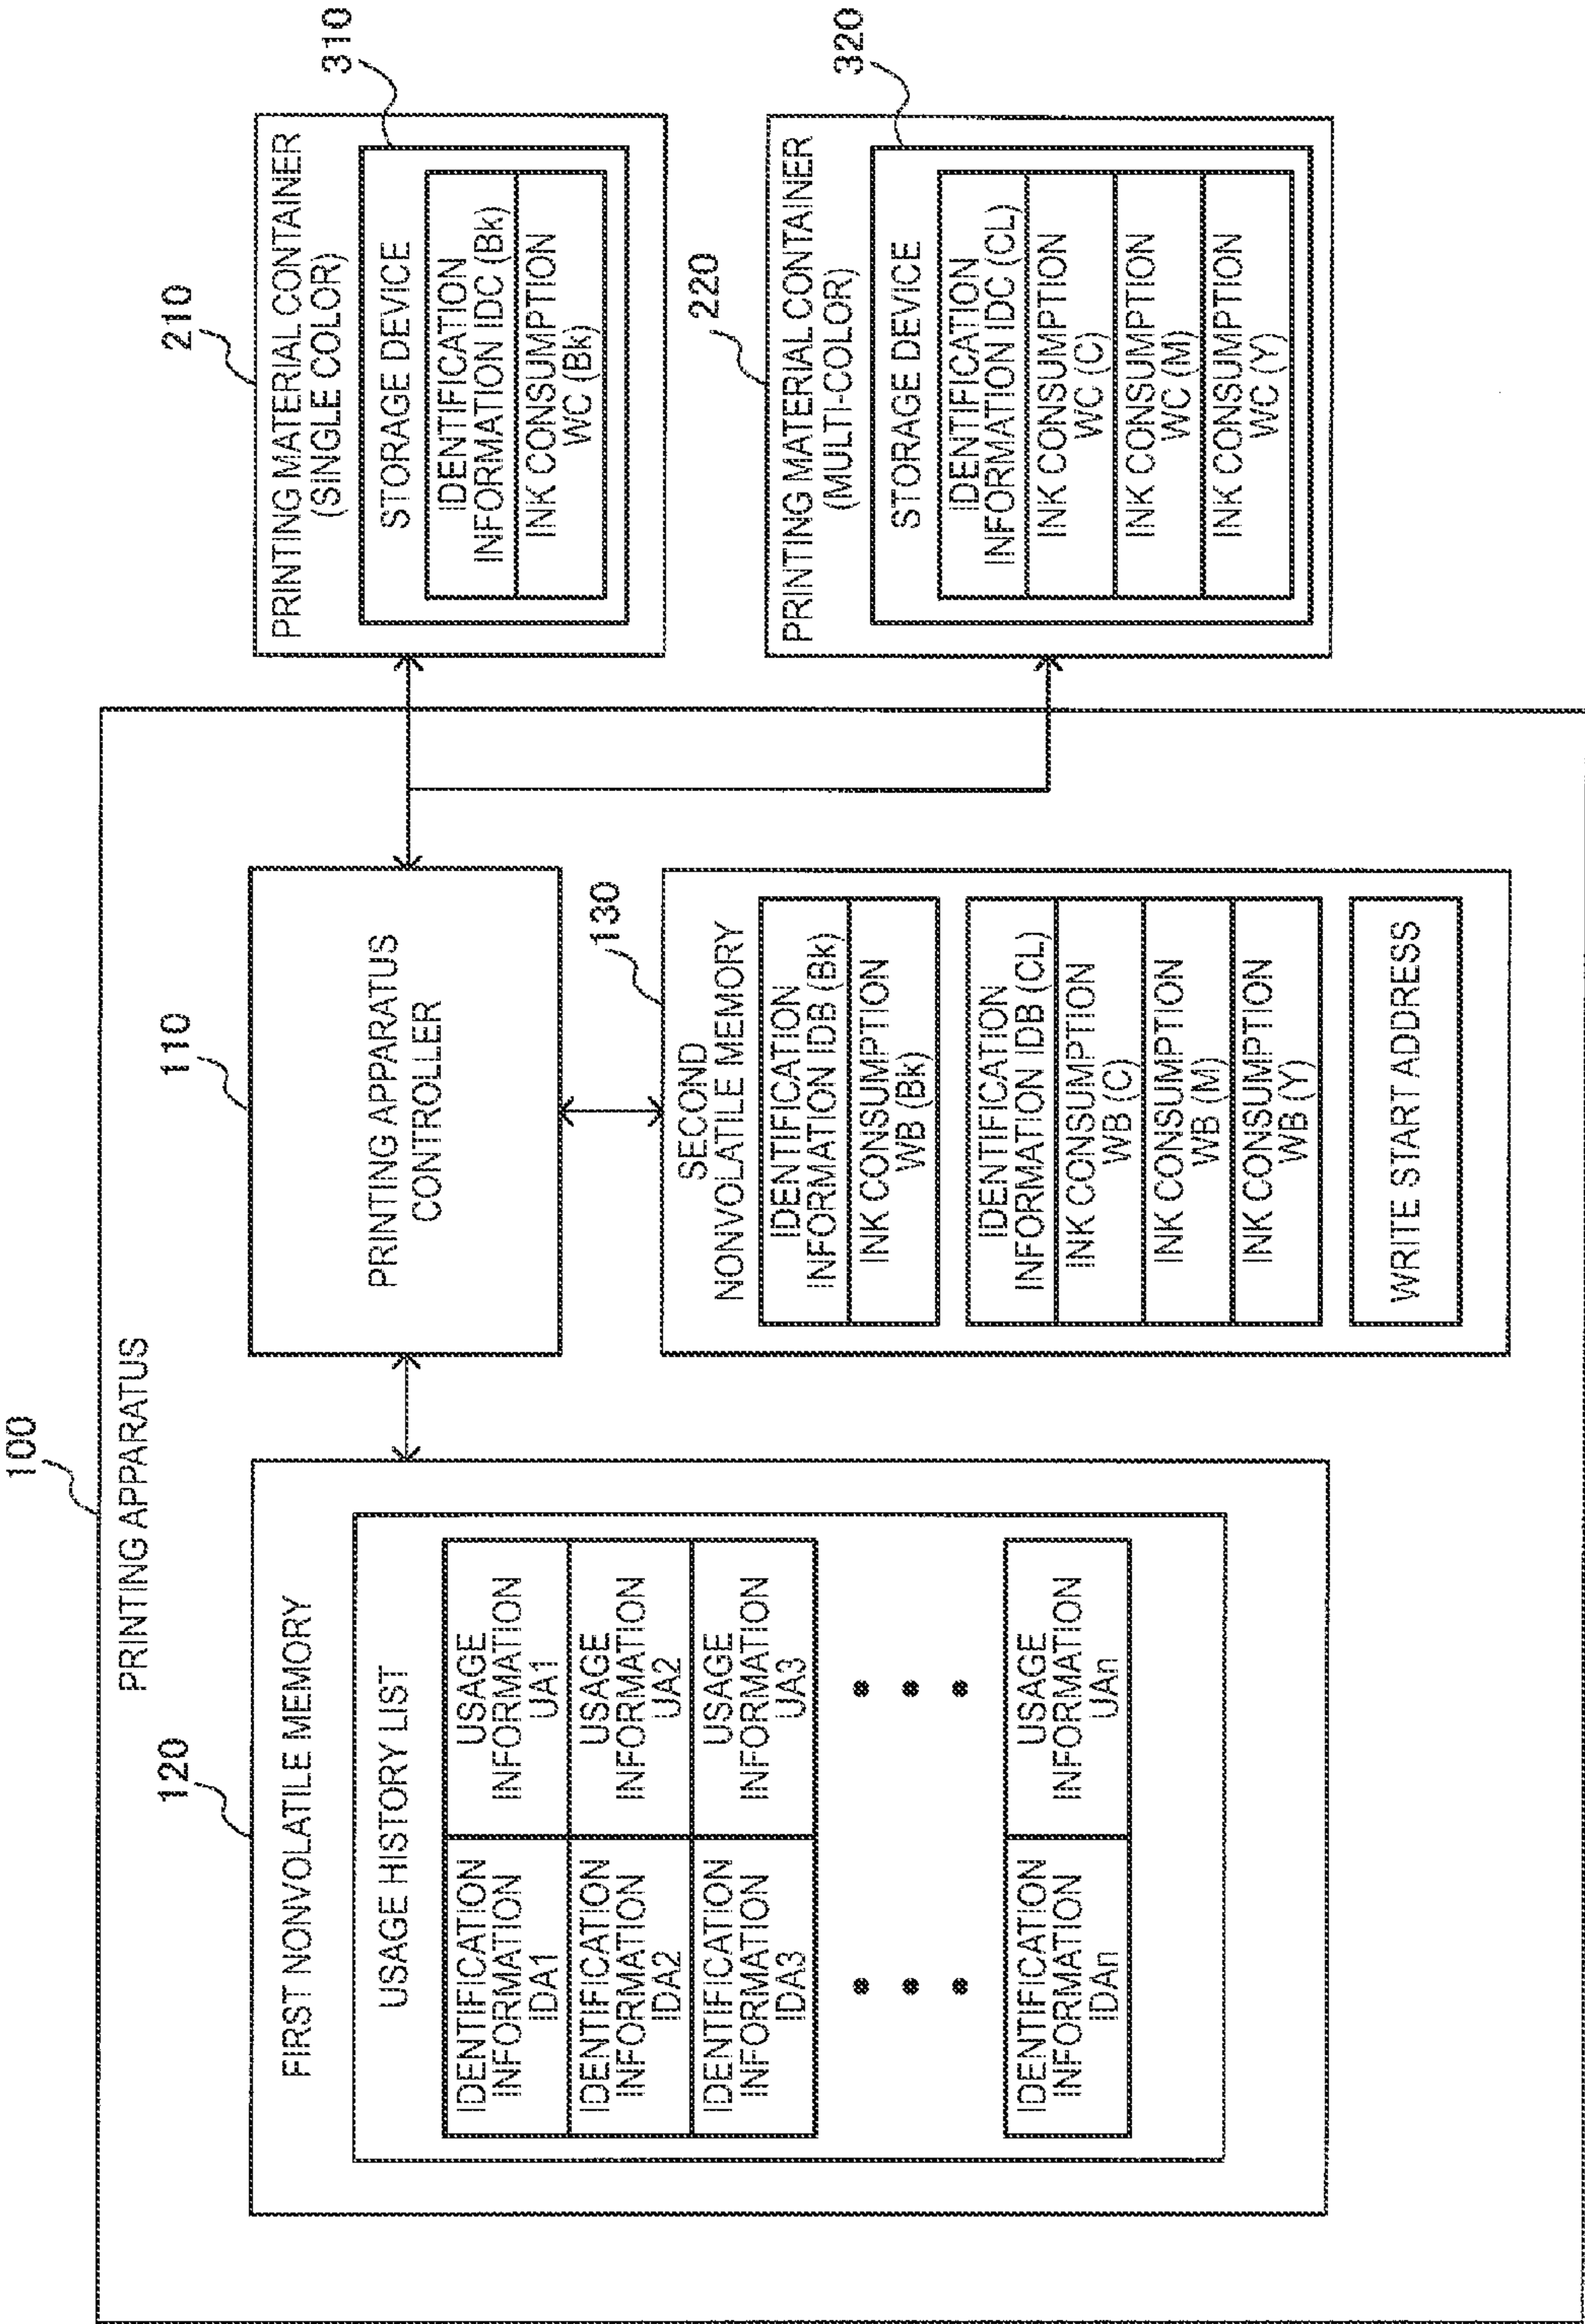 100
PRINTING APPARATUS
120
FIRST NONVOLATILE MEMORY
USAGE HISTORY LIST
IDENTIFICATION
INFORMATION
IDA1
USAGE
INFORMATION
UA1
IDENTIFICATION
INFORMATION
IDA2
USAGE
INFORMATION
UA2
IDENTIFICATION
INFORMATION
IDA3
USAGE
INFORMATION
UA3
IDENTIFICATION
INFORMATION
IDAn
USAGE
INFORMATION
UAn
110
PRINTING APPARATUS
CONTROLLER
130
SECOND
NONVOLATILE MEMORY
IDENTIFICATION
INFORMATION IDB (Bk)
INK CONSUMPTION
WB (Bk)
IDENTIFICATION
INFORMATION IDB (CL)
INK CONSUMPTION
WB (C)
INK CONSUMPTION
WB (M)
INK CONSUMPTION
WB (Y)
WRITE START ADDRESS
210
PRINTING MATERIAL CONTAINER
(SINGLE COLOR)
310
STORAGE DEVICE
IDENTIFICATION
INFORMATION IDC (Bk)
INK CONSUMPTION
WC (Bk)
220
PRINTING MATERIAL CONTAINER
(MULTI-COLOR)
320
STORAGE DEVICE
IDENTIFICATION
INFORMATION IDC (CL)
INK CONSUMPTION
WC (C)
INK CONSUMPTION
WC (M)
INK CONSUMPTION
WC (Y)